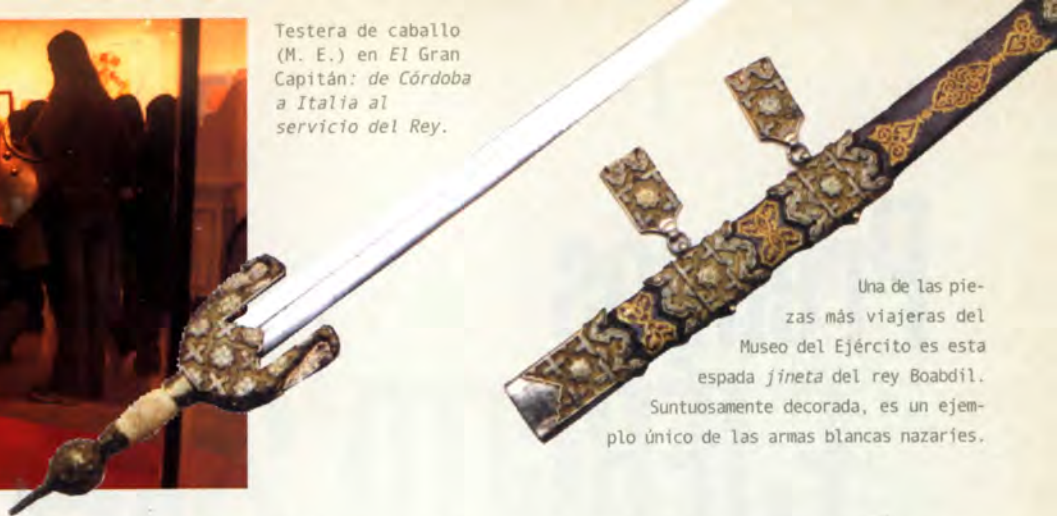 Testera de caballo
(M. E.) en El Gran
Capitán: de Córdoba
a Italia al
servicio del Rey.
Una de las pie-
zas más viajeras del
Museo del Ejército es esta
espada jineta del rey Boabdil.
Suntuosamente decorada, es un ejem-
plo único de las armas blancas nazaríes.